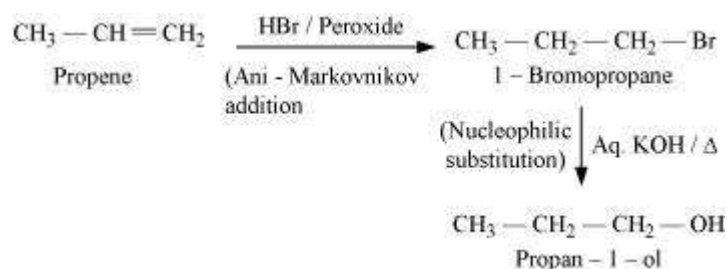 CH₃ — CH = CH₂
Propene
HBr / Peroxide
(Ani - Markovnikov
addition
CH₃ — CH₂ — CH₂ — Br
1 – Bromopropane
(Nucleophilic
substitution)
Aq. KOH / Δ
CH₃ — CH₂ — CH₂ — OH
Propan – 1 – ol